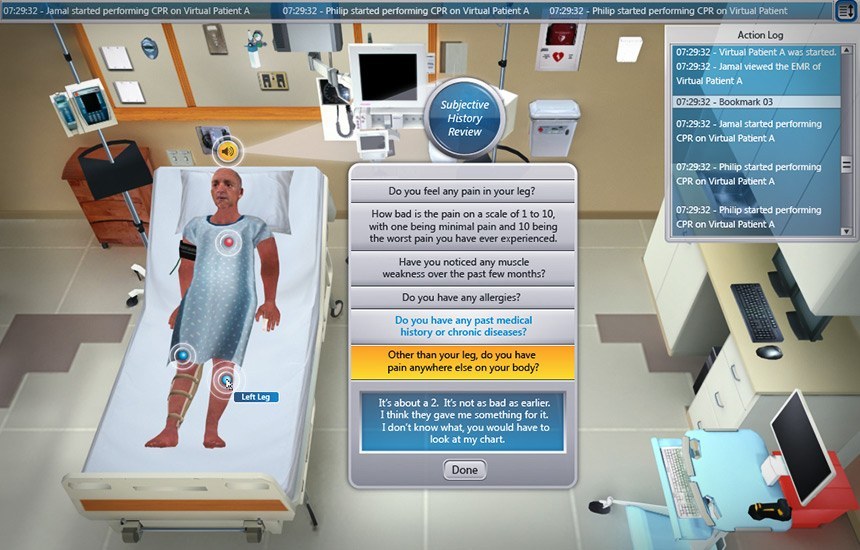 07:29:32 - Jamal started performing CPR on Virtual Patient A
07:29:32 - Philip started performing CPR on Virtual Patient A
07:29:32 - Philip started performing CPR on Virtual Patient
Action Log
07:29:32 - Virtual Patient A was started.
07:29:32 - Jamal viewed the EMR of
Virtual Patient A
07:29:32 - Bookmark 03
07:29:32 - Jamal started performing
CPR on Virtual Patient A
07:29:32 - Philip started performing
CPR on Virtual Patient A
07:29:32 - Philip started performing
CPR on Virtual Patient A
Subjective
History
Review
Do you feel any pain in your leg?
How bad is the pain on a scale of 1 to 10,
with one being minimal pain and 10 being
the worst pain you have ever experienced.
Have you noticed any muscle
weakness over the past few months?
Do you have any allergies?
Do you have any past medical
history or chronic diseases?
Other than your leg, do you have
pain anywhere else on your body?
Left Leg
It's about a 2. It's not as bad as earlier.
I think they gave me something for it.
I don't know what, you would have to
look at my chart.
Done